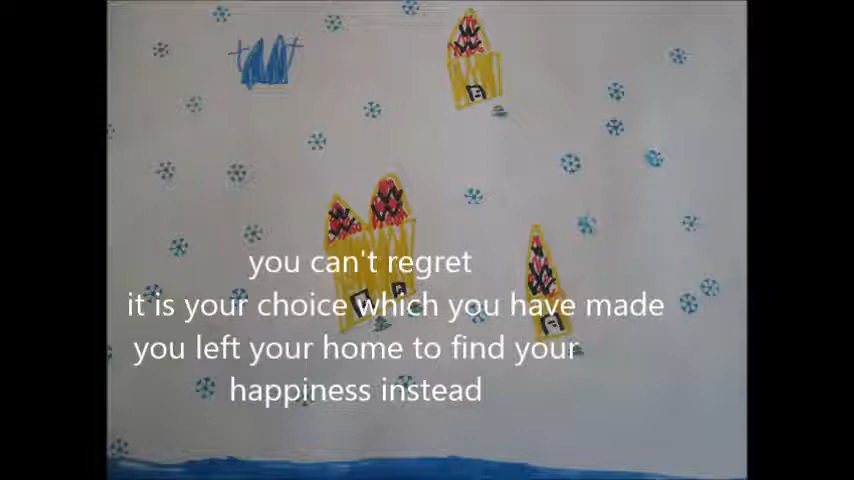 you can't regret
it is your choice which you have made
you left your home to find your
happiness instead